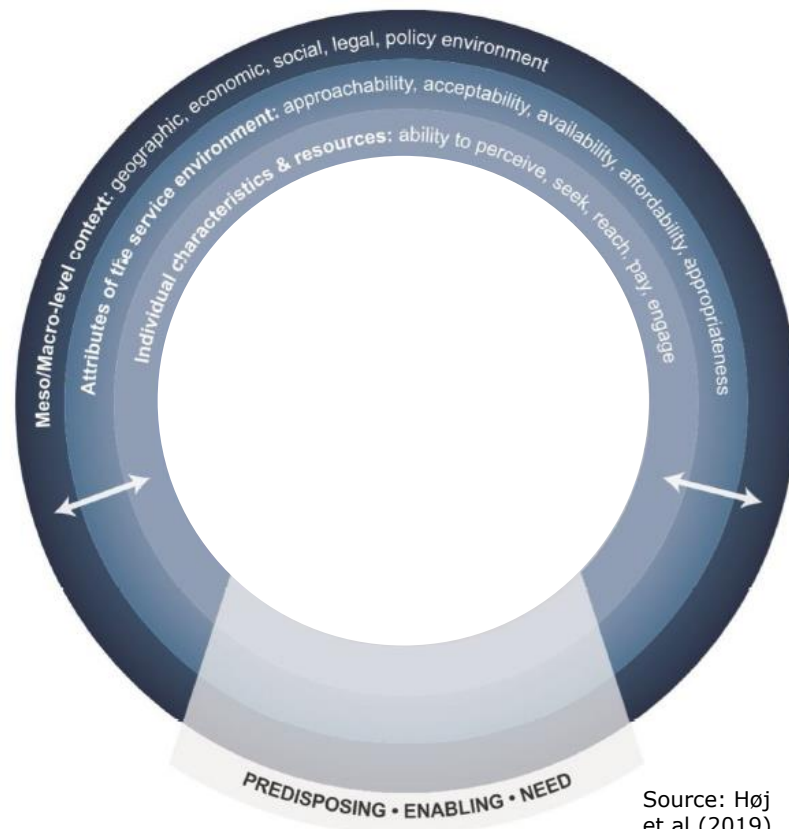 Meso/Macro-level context: geographic, economic, social, legal, policy environment
Attributes of the service environment: approachability, acceptability, availability, affordability, appropriateness
Individual characteristics & resources: ability to perceive, seek, reach, pay, engage
PREDISPOSING • ENABLING • NEED
Source: Høj
et al (2019)